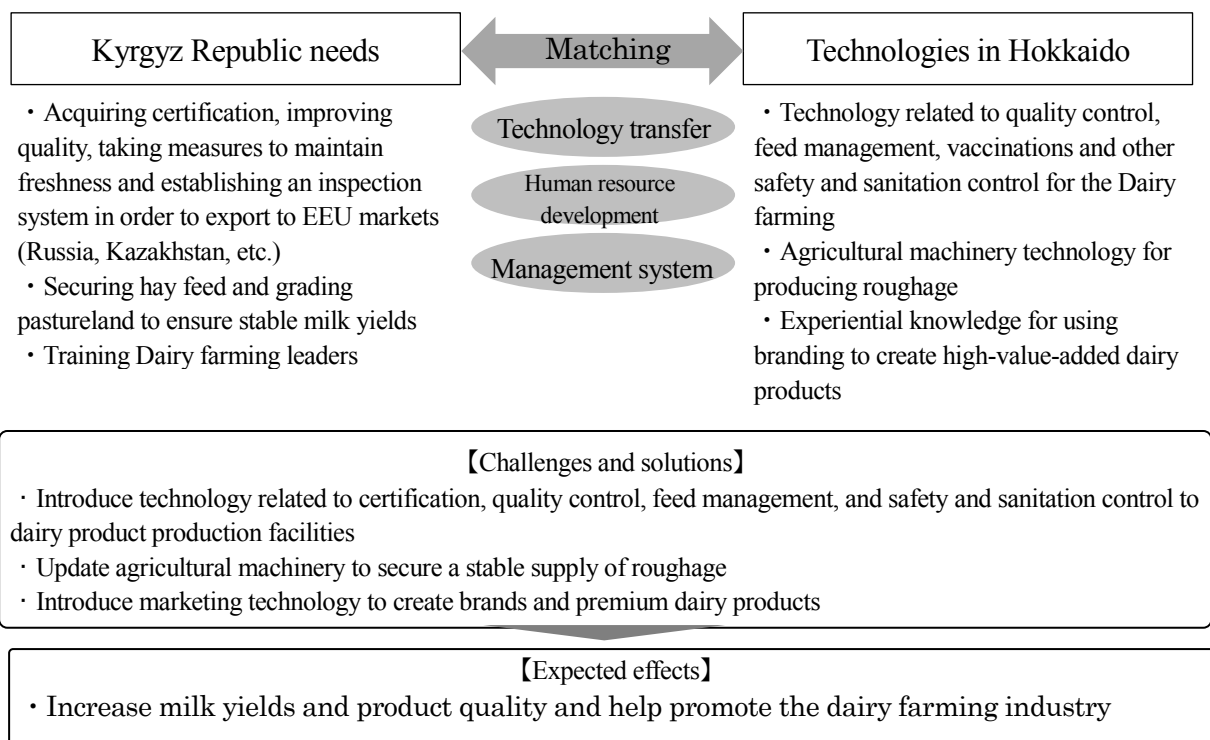 Kyrgyz Republic needs
Matching
Technologies in Hokkaido
・Acquiring certification, improving
quality, taking measures to maintain
freshness and establishing an inspection
system in order to export to EEU markets
(Russia, Kazakhstan, etc.)
・Securing hay feed and grading
pastureland to ensure stable milk yields
・Training Dairy farming leaders
Technology transfer
Human resource
development
Management system
・Technology related to quality control,
feed management, vaccinations and other
safety and sanitation control for the Dairy
farming
・Agricultural machinery technology for
producing roughage
・Experiential knowledge for using
branding to create high-value-added dairy
products
【Challenges and solutions】
・Introduce technology related to certification, quality control, feed management, and safety and sanitation control to
dairy product production facilities
・Update agricultural machinery to secure a stable supply of roughage
・Introduce marketing technology to create brands and premium dairy products
【Expected effects】
・Increase milk yields and product quality and help promote the dairy farming industry